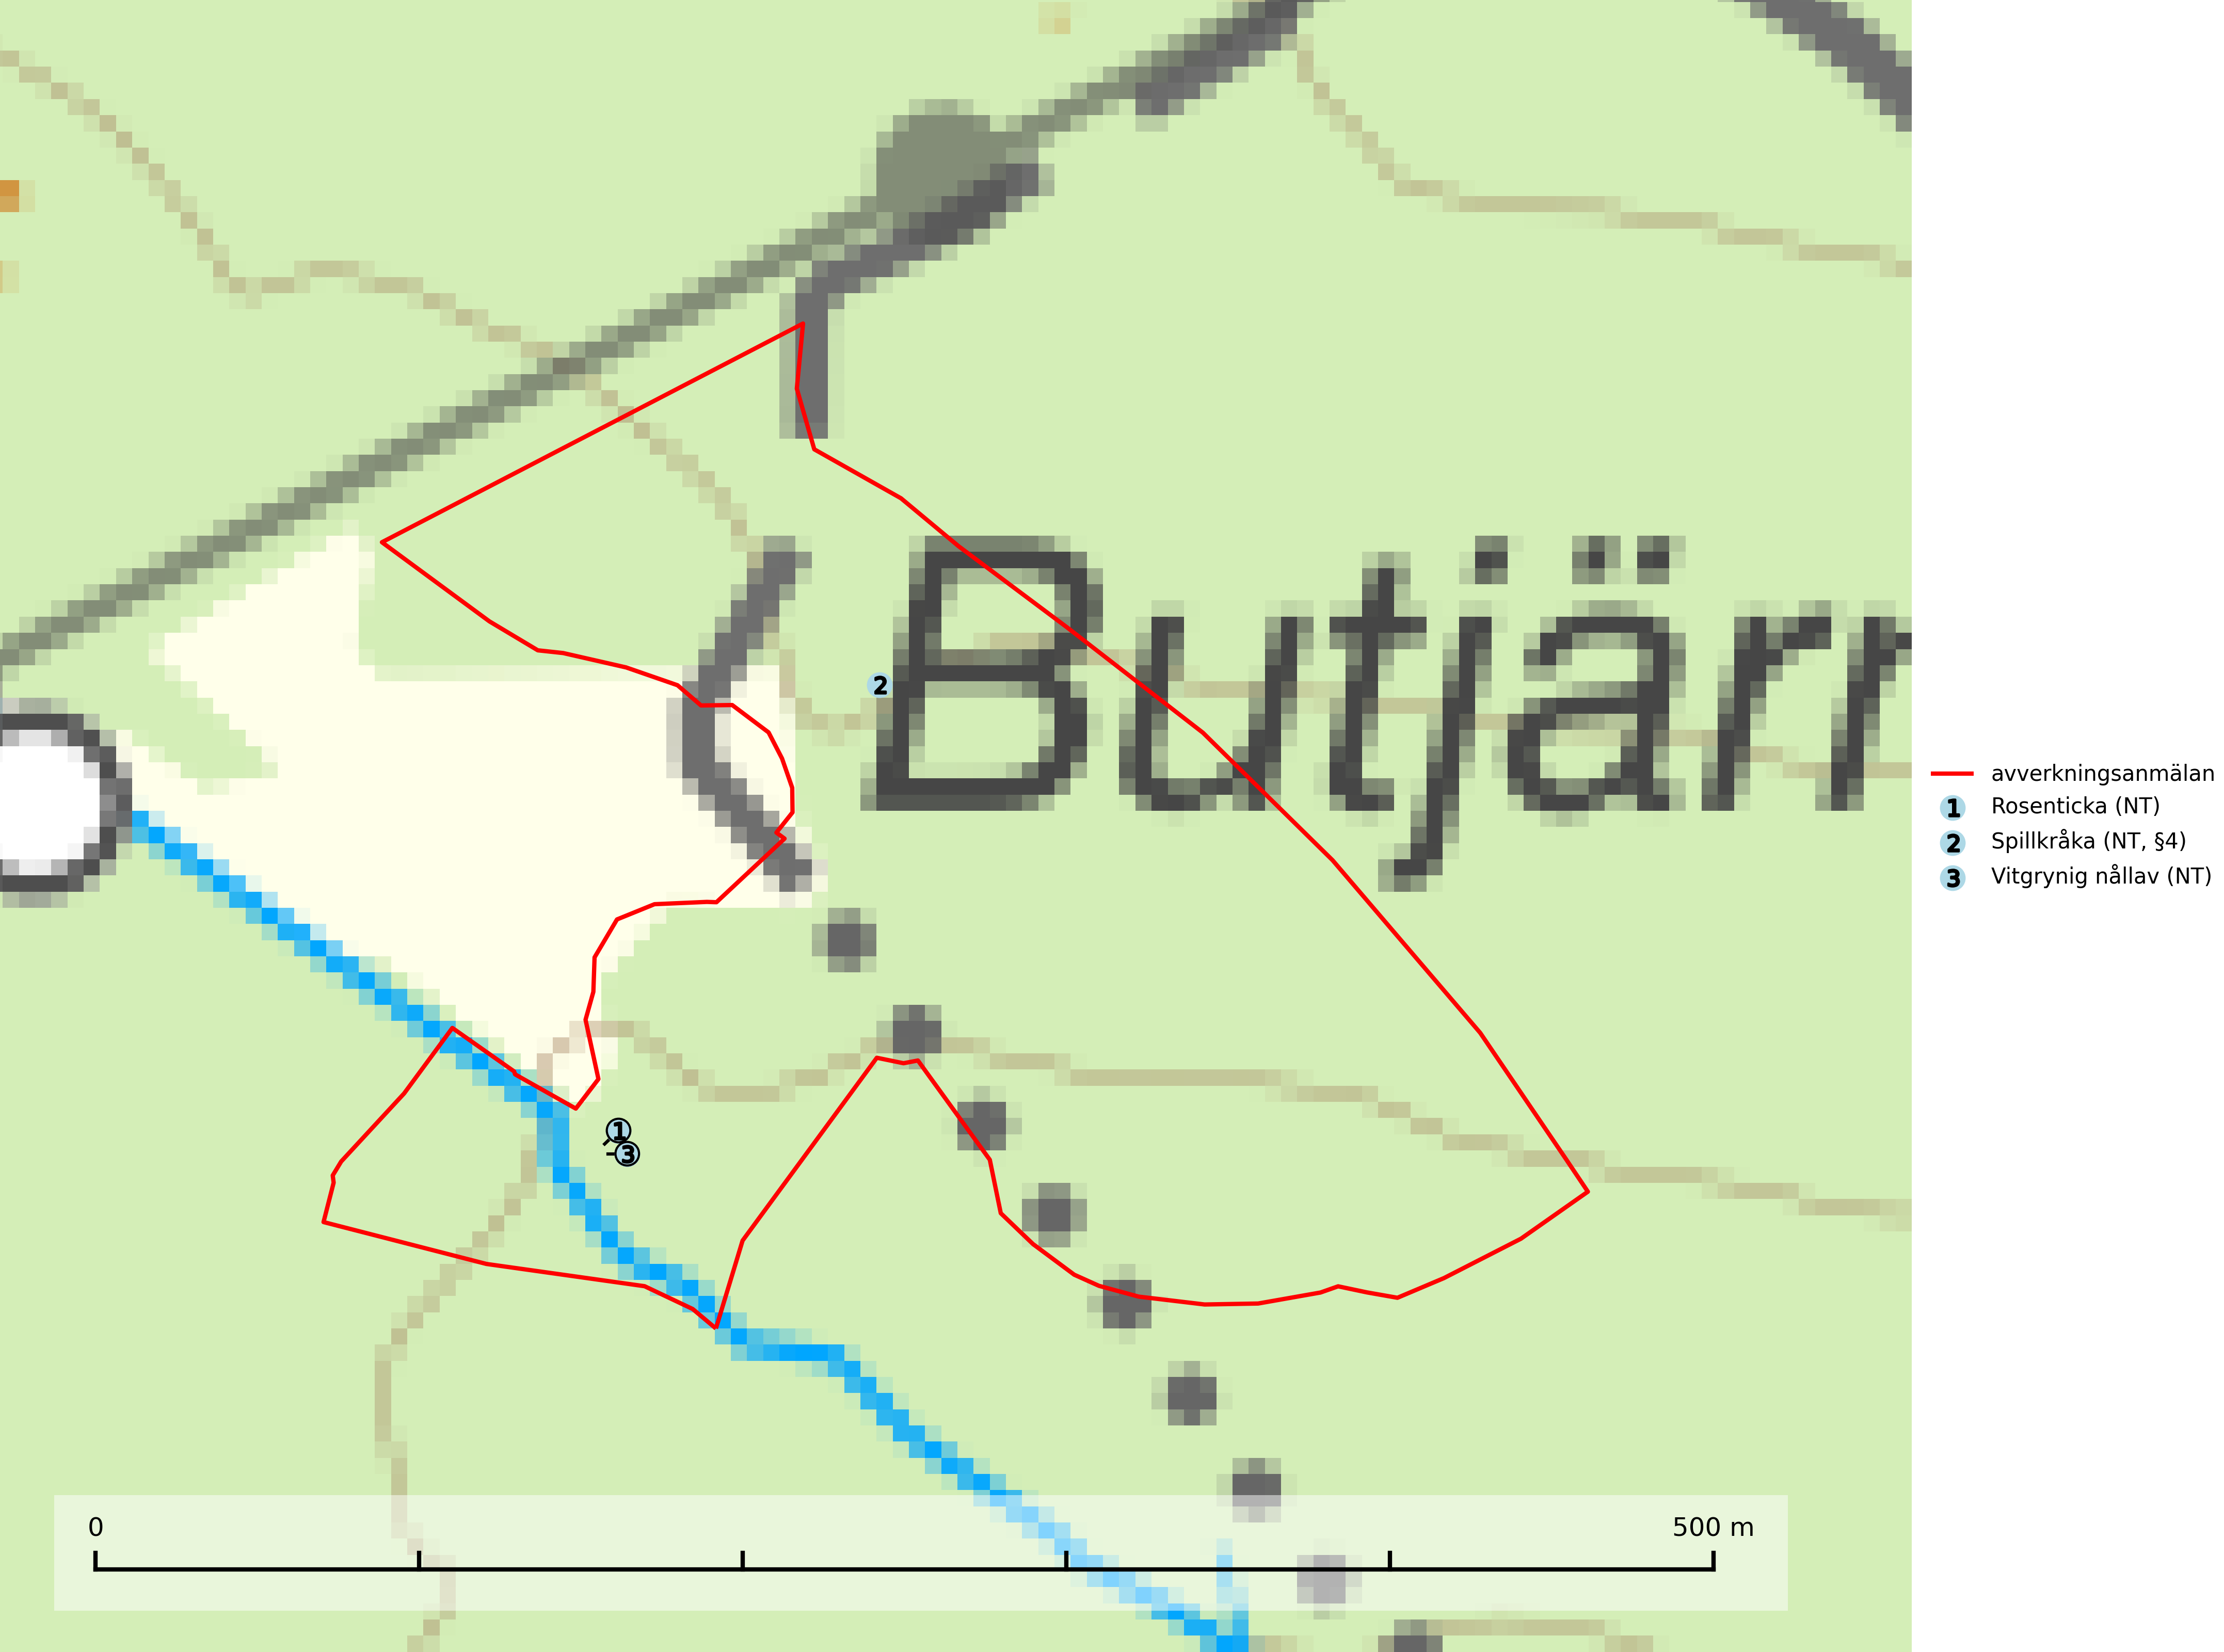 Butjärn
2
1
3
0
500 m
avverkningsanmälan
1 Rosenticka (NT)
2 Spillkråka (NT, §4)
3 Vitgrynig nållav (NT)